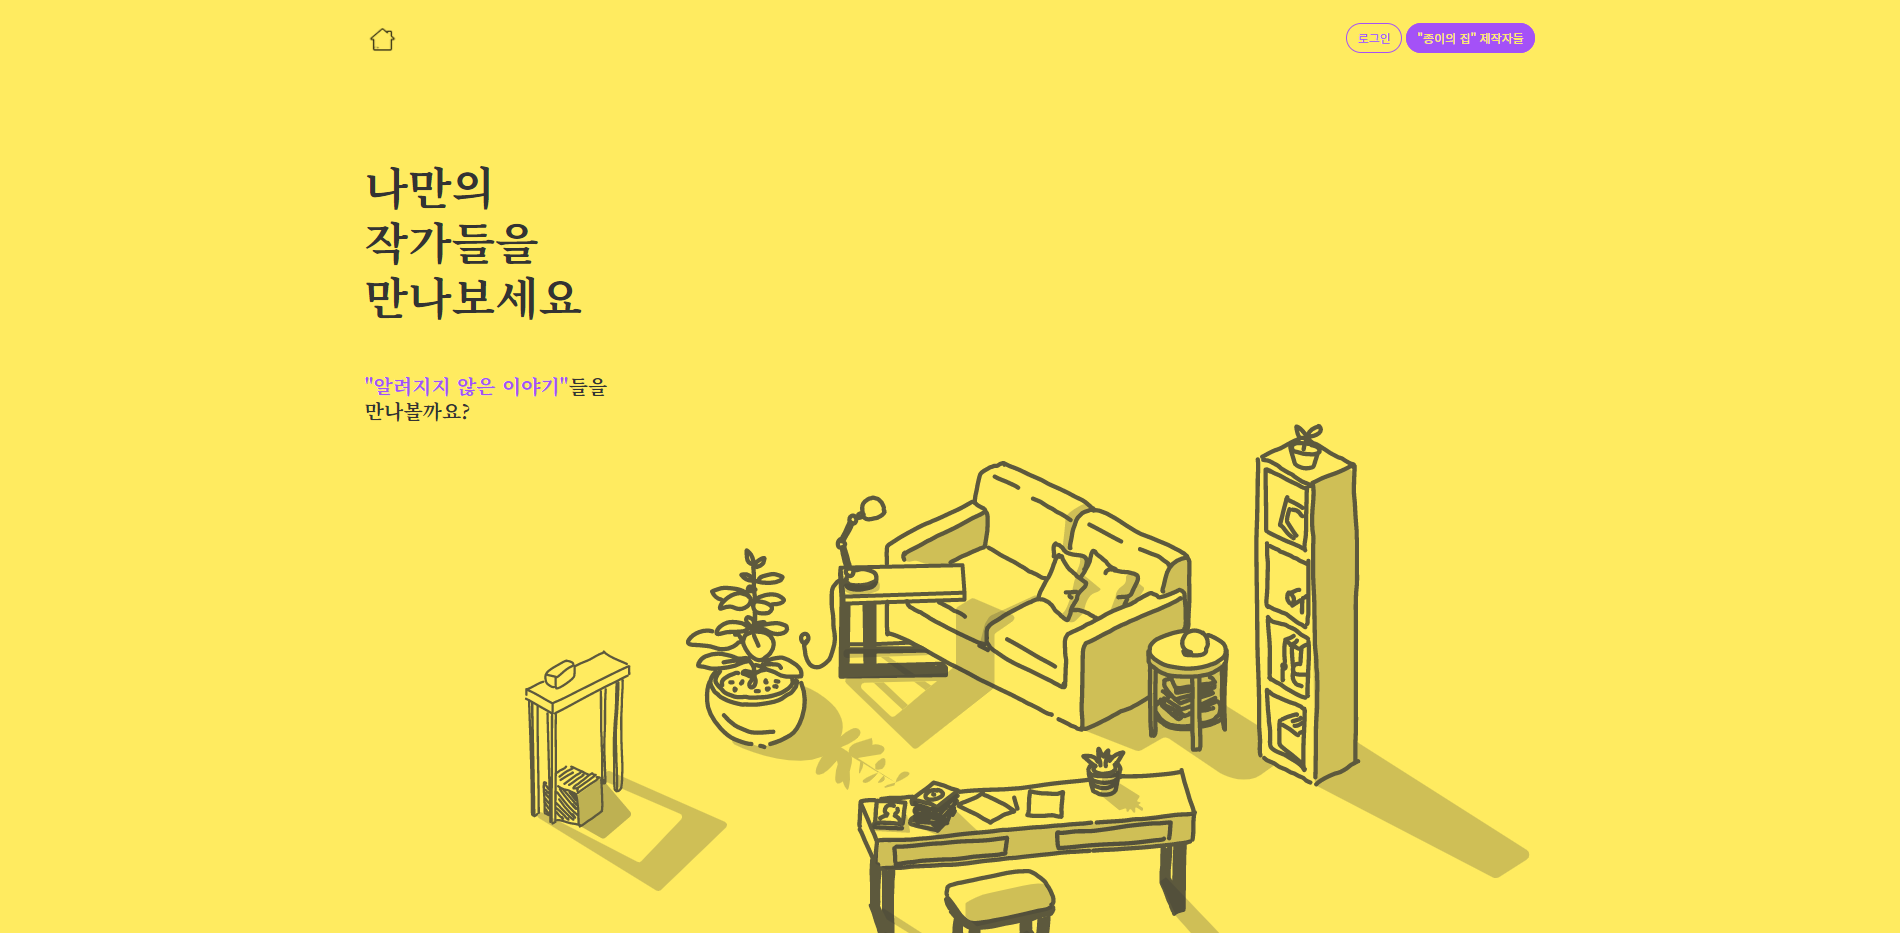 로그인
"종이의 집" 제작자들
나만의
작가들을
만나보세요
"알려지지 않은 이야기"들을
만나볼까요?